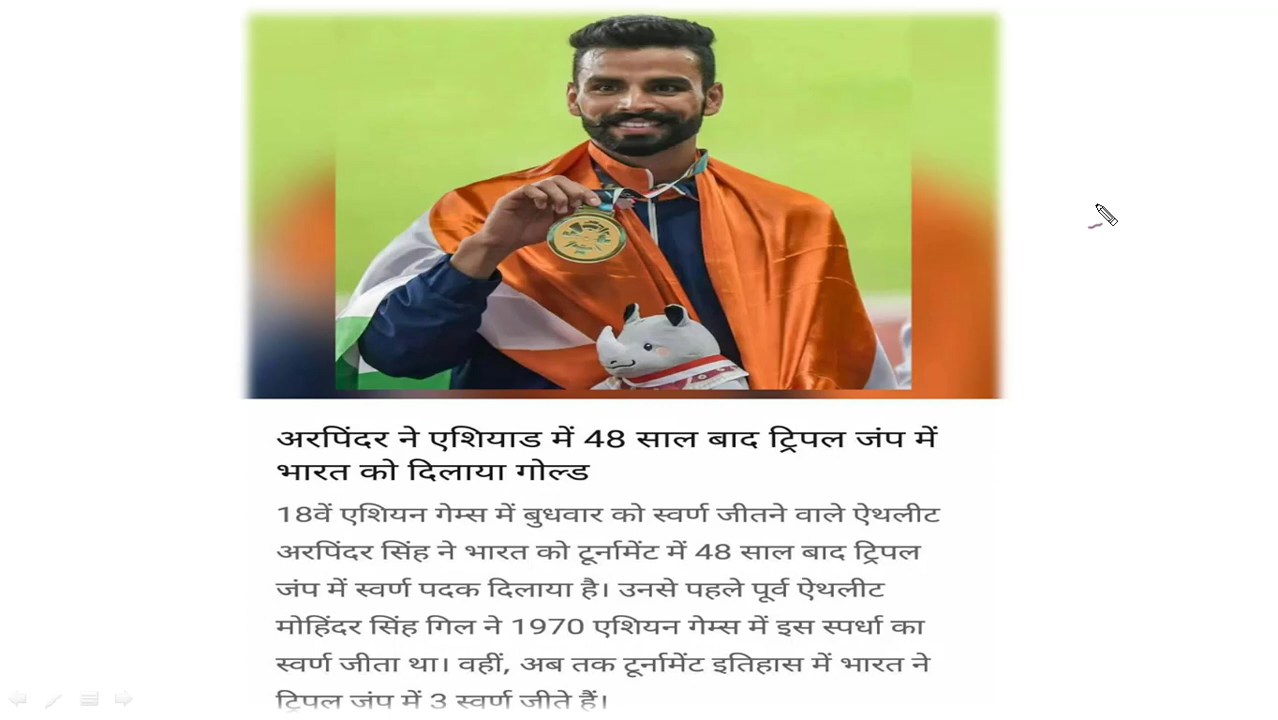 अरपिंदर ने एशियाड में 48 साल बाद ट्रिपल जंप में
भारत को दिलाया गोल्ड
18वें एशियन गेम्स में बुधवार को स्वर्ण जीतने वाले ऐथलीट
अरपिंदर सिंह ने भारत को टूर्नामेंट में 48 साल बाद ट्रिपल
जंप में स्वर्ण पदक दिलाया है। उनसे पहले पूर्व ऐथलीट
मोहिंदर सिंह गिल ने 1970 एशियन गेम्स में इस स्पर्धा का
स्वर्ण जीता था। वहीं, अब तक टूर्नामेंट इतिहास में भारत ने
ट्रिपल जंप में 3 स्वर्ण जीते हैं।